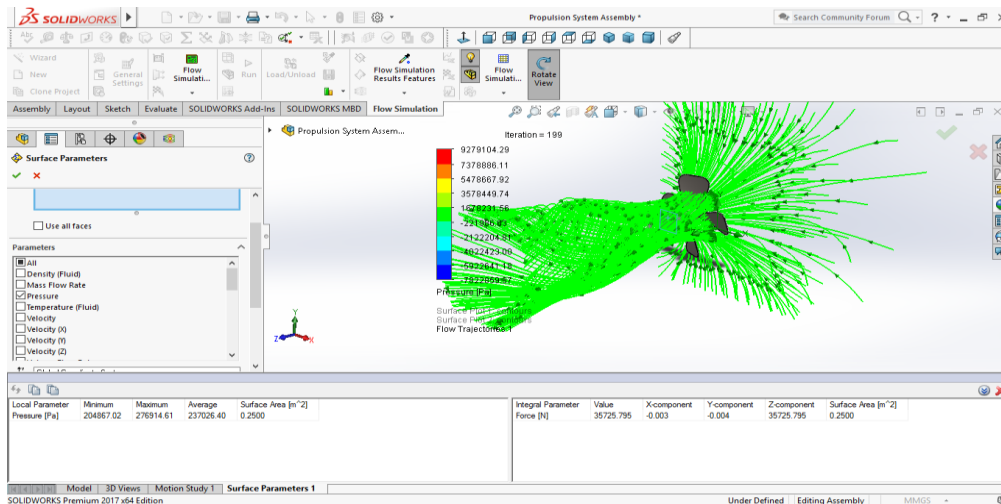 SOLIDWORKS
Propulsion System Assembly *
Search Community Forum
Wizard
New
Clone Project
General Settings
Flow Simulati...
Run
Load/Unload
Flow Simulation Results Features
Flow Simulati...
Rotate View
Assembly Layout Sketch Evaluate SOLIDWORKS Add-Ins SOLIDWORKS MBD Flow Simulation
Propulsion System Assem...
Surface Parameters
Use all faces
Parameters
All
Density (Fluid)
Mass Flow Rate
Pressure
Temperature (Fluid)
Velocity
Velocity (X)
Velocity (Y)
Velocity (Z)
Iteration = 199
9279104.29
7378886.11
5478667.92
3578449.74
1678231.56
-221986.63
-2122204.81
-4022423.00
-5922641.18
-7822859.37
Pressure [Pa]
Flow Trajectories 1
Y
Z X
Local Parameter Minimum Maximum Average Surface Area [m^2]
Pressure [Pa] 204867.02 276914.61 237026.40 0.2500
Integral Parameter Value X-component Y-component Z-component Surface Area [m^2]
Force [N] 35725.795 -0.003 -0.004 35725.795 0.2500
Model 3D Views Motion Study 1 Surface Parameters 1
SOLIDWORKS Premium 2017 x64 Edition
Under Defined Editing Assembly MMGS